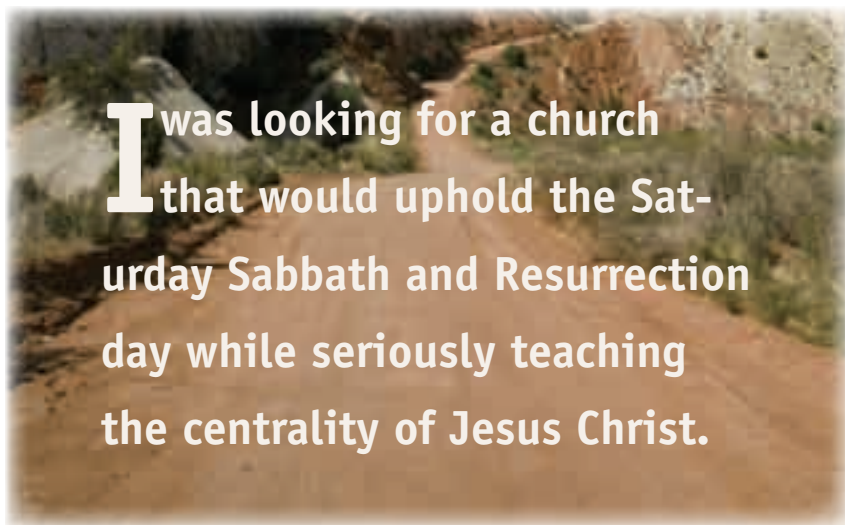 I was looking for a church
that would uphold the Sat-
urday Sabbath and Resurrection
day while seriously teaching
the centrality of Jesus Christ.